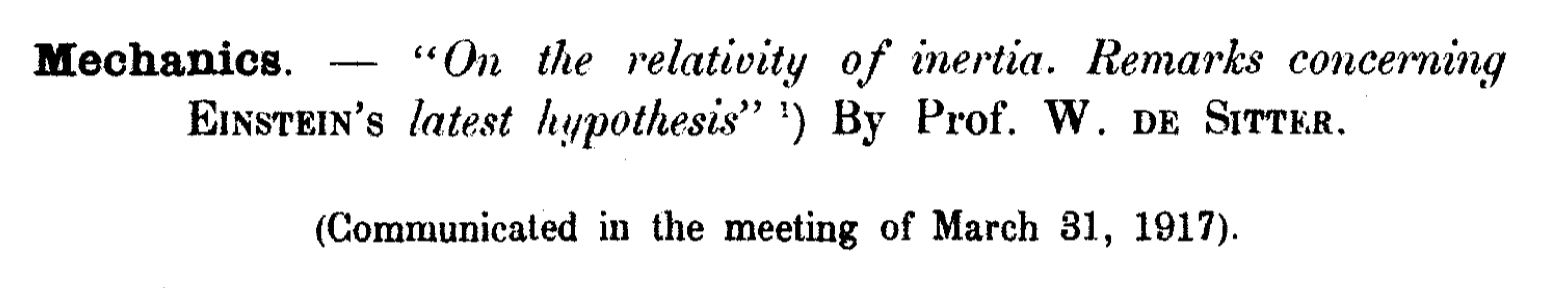 Mechanics. — “On the relativity of inertia. Remarks concerning
EINSTEIN’s latest hypothesis” ¹) By Prof. W. DE SITTER.
(Communicated in the meeting of March 31, 1917).